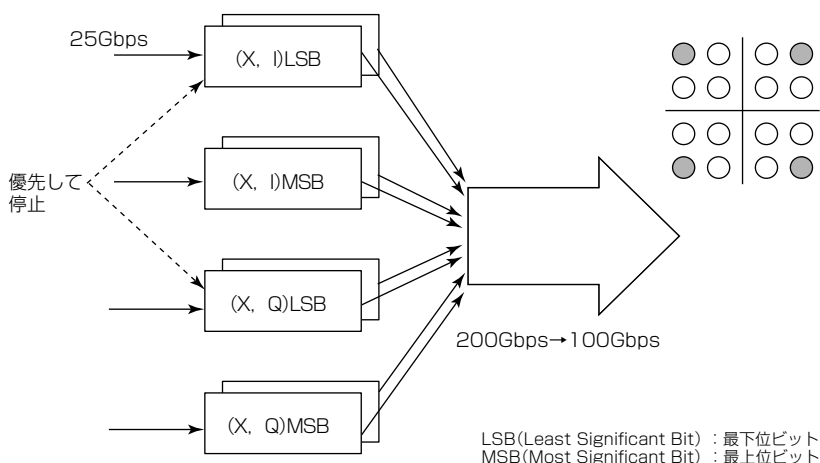 25Gbps
(X, I)LSB
(X, I)MSB
優先して
停止
(X, Q)LSB
200Gbps→100Gbps
(X, Q)MSB
LSB(Least Significant Bit)：最下位ビット
MSB(Most Significant Bit)：最上位ビット